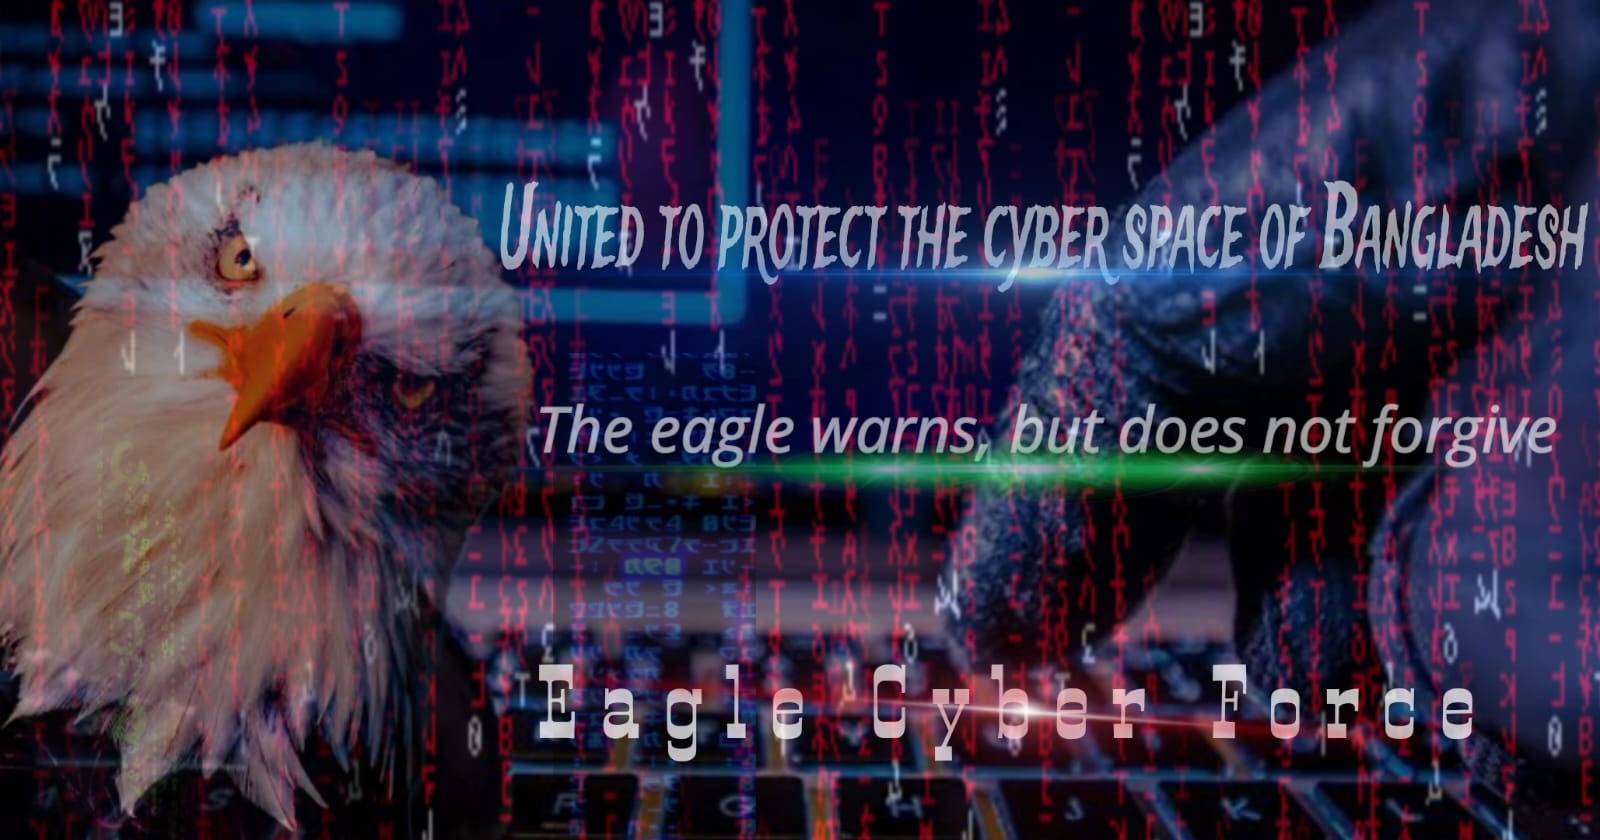 United to protect the cyber space of Bangladesh
The eagle warns, but does not forgive
Eagle Cyber Force